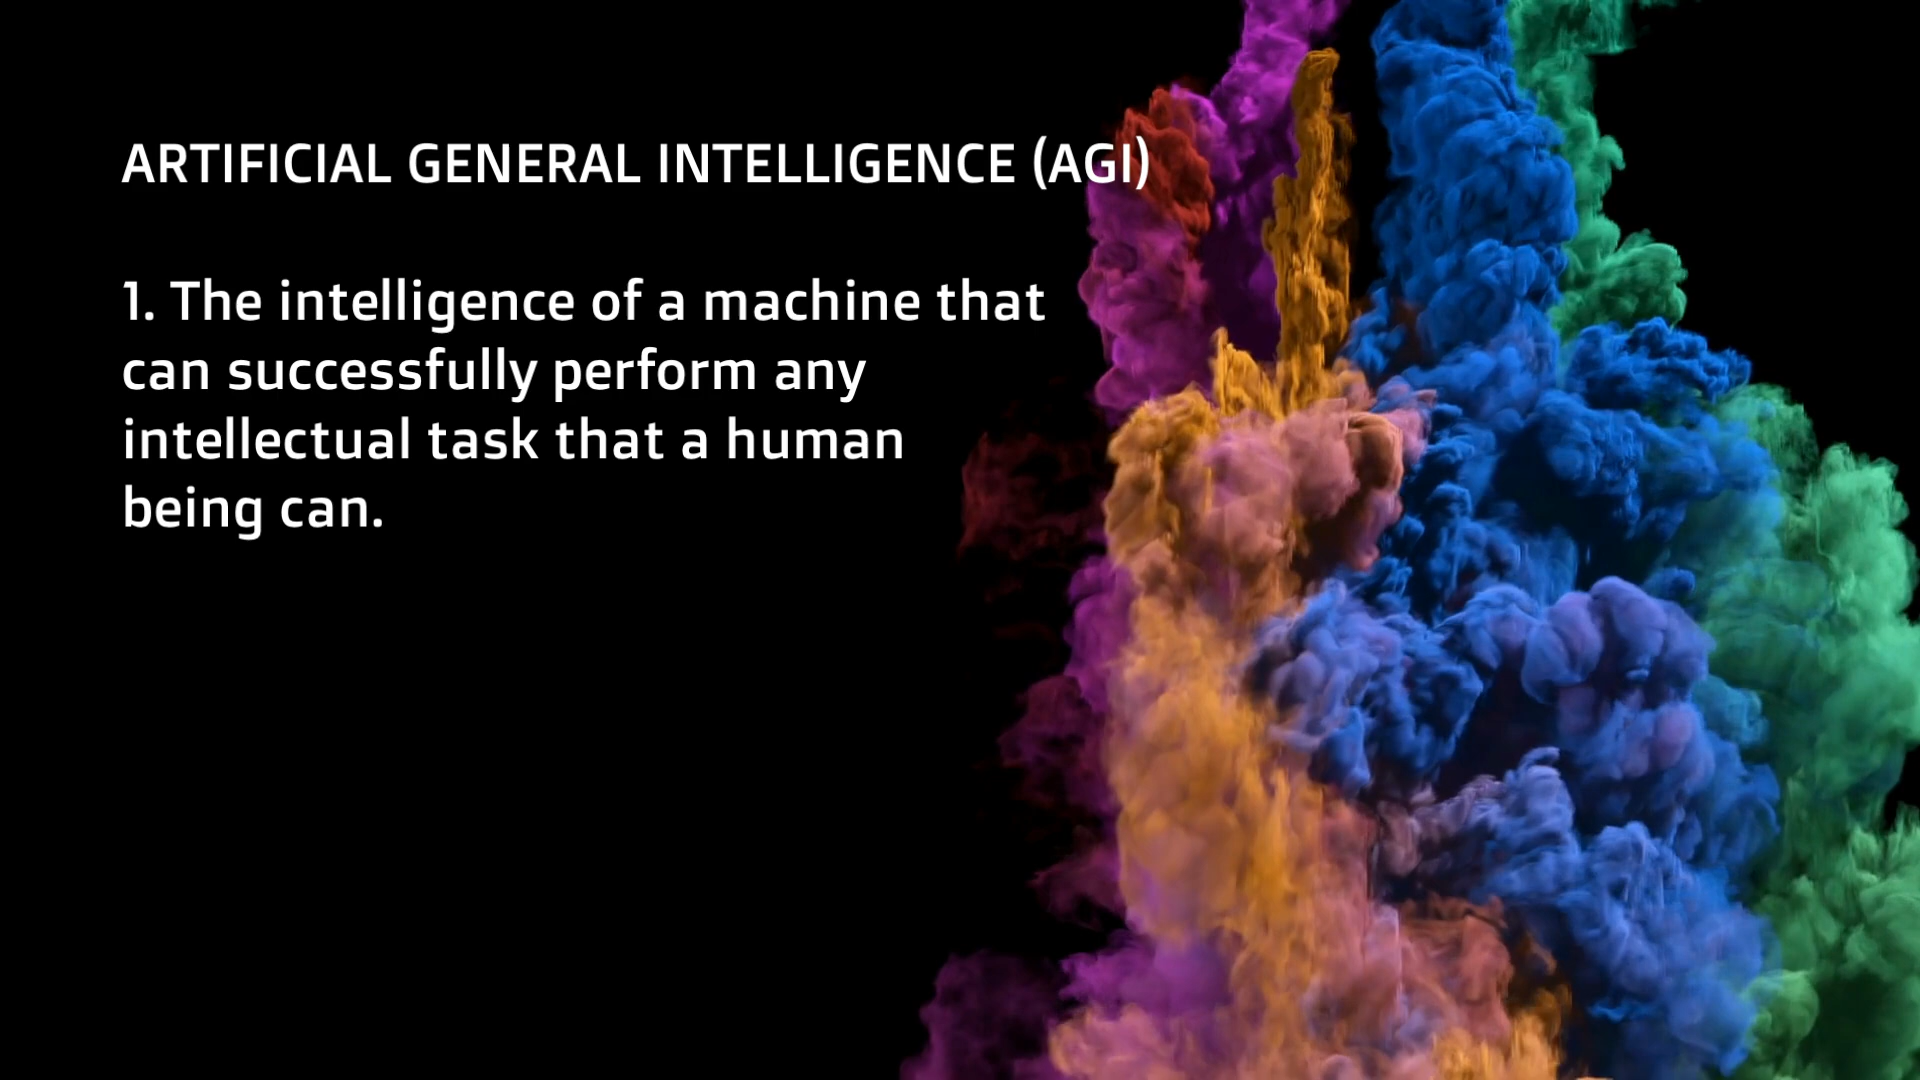 ARTIFICIAL GENERAL INTELLIGENCE (AGI)
1. The intelligence of a machine that
can successfully perform any
intellectual task that a human
being can.